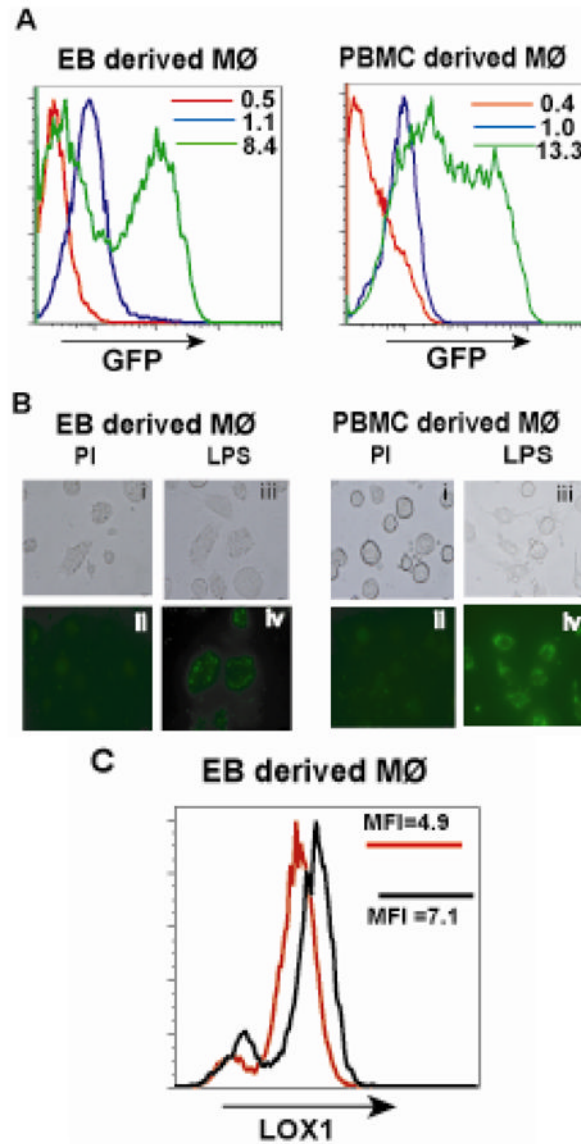 A
EB derived MØ
PBMC derived MØ
0.5
1.1
8.4
0.4
1.0
13.3
GFP
GFP
B
EB derived MØ
PBMC derived MØ
PI
LPS
PI
LPS
i
iii
i
iii
ii
iv
ii
iv
C
EB derived MØ
MFI=4.9
MFI =7.1
LOX1